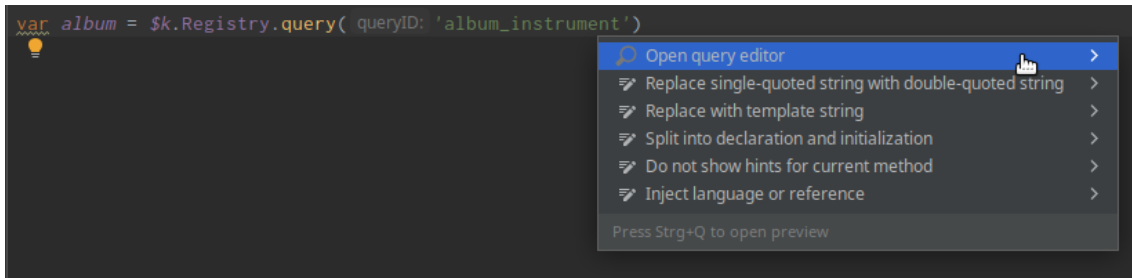 var album = $k.Registry.query( queryID: 'album_instrument')
Open query editor
Replace single-quoted string with double-quoted string
Replace with template string
Split into declaration and initialization
Do not show hints for current method
Inject language or reference
Press Strg+Q to open preview